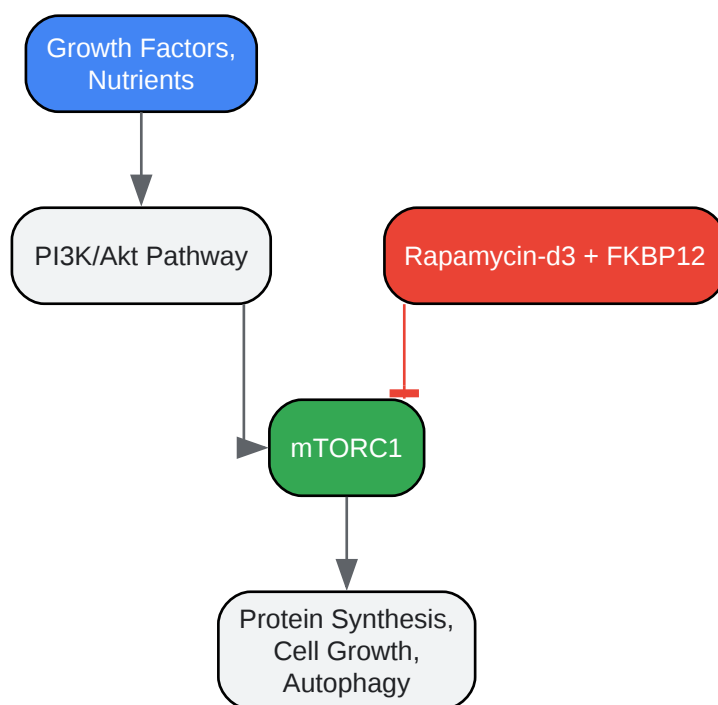 Growth Factors,
Nutrients
PI3K/Akt Pathway
Rapamycin-d3 + FKBP12
mTORC1
Protein Synthesis,
Cell Growth,
Autophagy